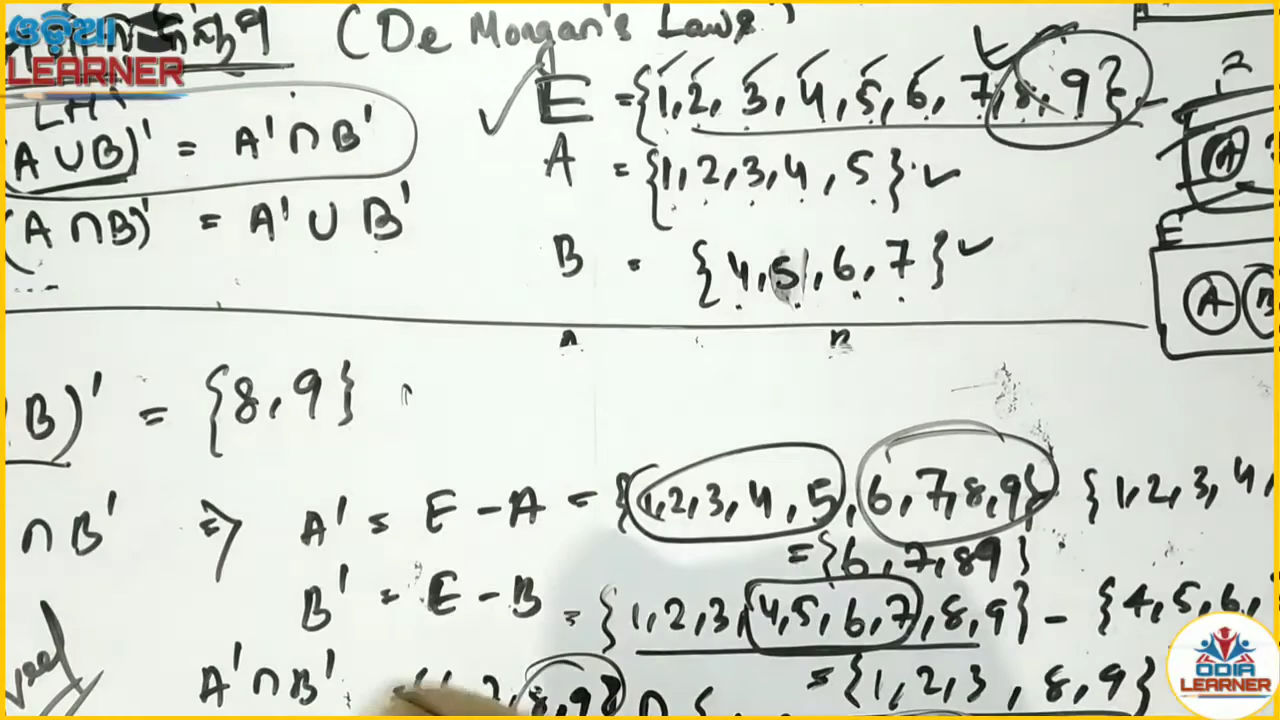 ଓଡ଼ିଆ
LEARNER
(De Morgan's Laws)
(A ∪ B)' = A' ∩ B'
(A ∩ B)' = A' ∪ B'
E = {1, 2, 3, 4, 5, 6, 7, 8, 9}
A = {1, 2, 3, 4, 5}
B = {4, 5, 6, 7}
A
E
A
B)' = {8, 9}
∩ B' ⇒ A' = E - A = {1, 2, 3, 4, 5, 6, 7, 8, 9} {1, 2, 3, 4,
= {6, 7, 89}
B' = E - B = {1, 2, 3, 4, 5, 6, 7, 8, 9} - {4, 5, 6,
= {1, 2, 3, 8, 9}
A' ∩ B' 8, 9} ∩ {
ODIA
LEARNER